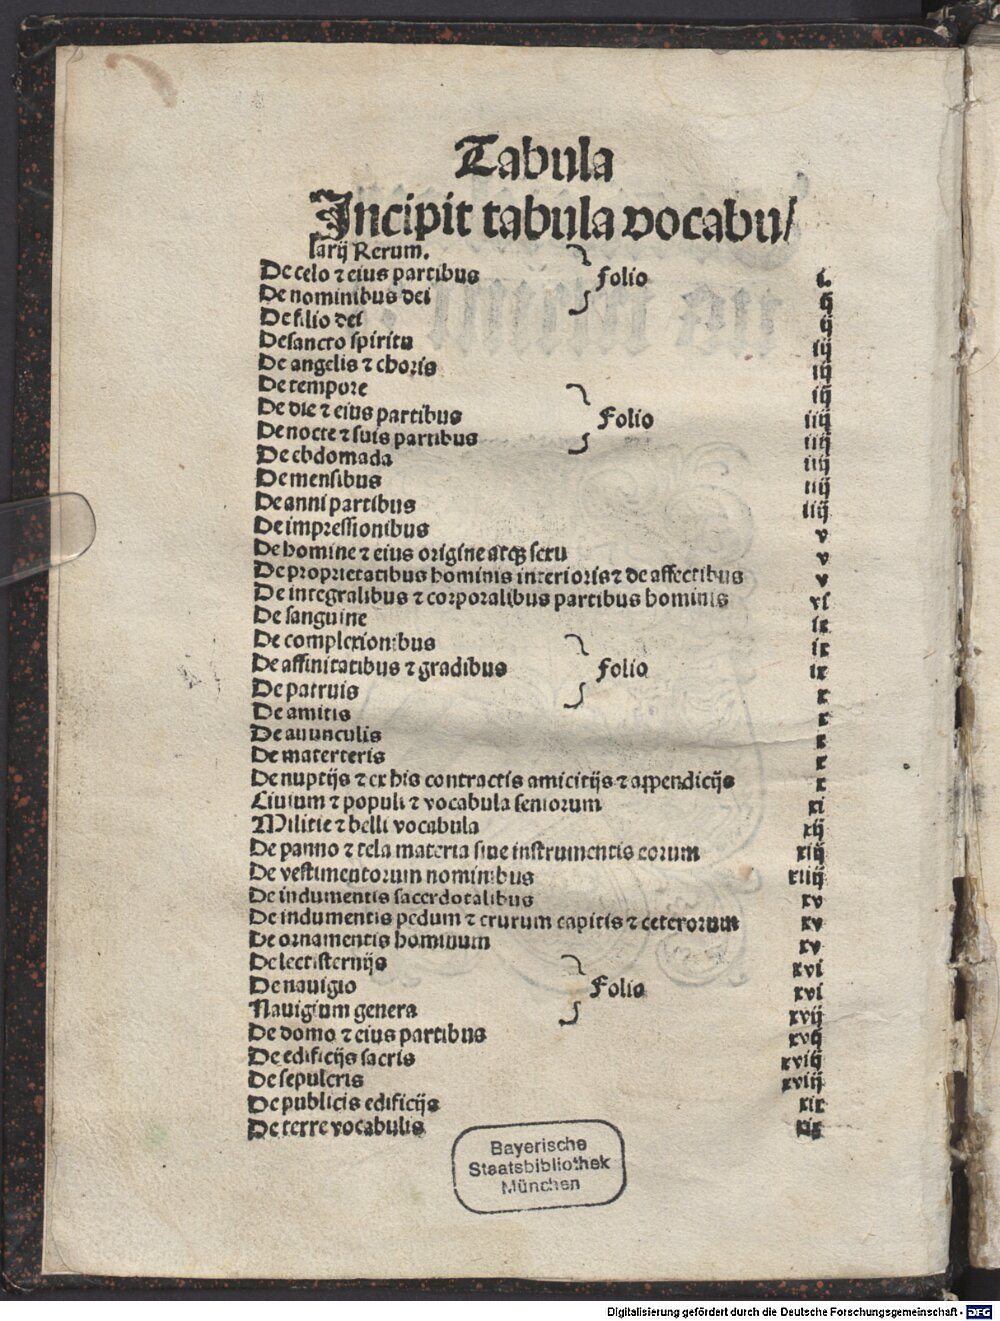 Tabula
Incipit tabula vocabu/
larij Rerum.
De celo ⁊ eius partibus Folio i.
De nominibus dei ij
De filio dei ij
De sancto spiritu iij
De angelis ⁊ choris iij
De tempore iij
De die ⁊ eius partibus Folio iiij
De nocte ⁊ suis partibus iiij
De ebdomada iiij
De mensibus iiij
De anni partibus iiij
De impressionibus v
De homine ⁊ eius origine atqꝫ sexu v
De proprietatibus hominis interioris ⁊ de affectibus v
De integralibus ⁊ corporalibus partibus hominis vi
De sanguine ix
De complexionibus ix
De affinitatibus ⁊ gradibus Folio ix
De patruis x
De amitis x
De auunculis x
De materteris x
De nuptijs ⁊ ex his contractis amicitijs ⁊ appendicijs x
Ciuium ⁊ populi ⁊ vocabula seniorum xi
Militie ⁊ belli vocabula xij
De panno ⁊ tela materia siue instrumentis eorum xiij
De vestimentorum nominibus xiiij
De indumentis sacerdotalibus xv
De indumentis pedum ⁊ crurum capitis ⁊ ceterorum xv
De ornamentis hominum xv
De lectisternijs xvi
De nauigio Folio xvi
Nauigium genera xvij
De domo ⁊ eius partibus xvij
De edificijs sacris xviij
De sepulcris xviij
De publicis edificijs xix
De terre vocabulis xix
Bayerische
Staatsbibliothek
München
Digitalisierung gefördert durch die Deutsche Forschungsgemeinschaft - DFG